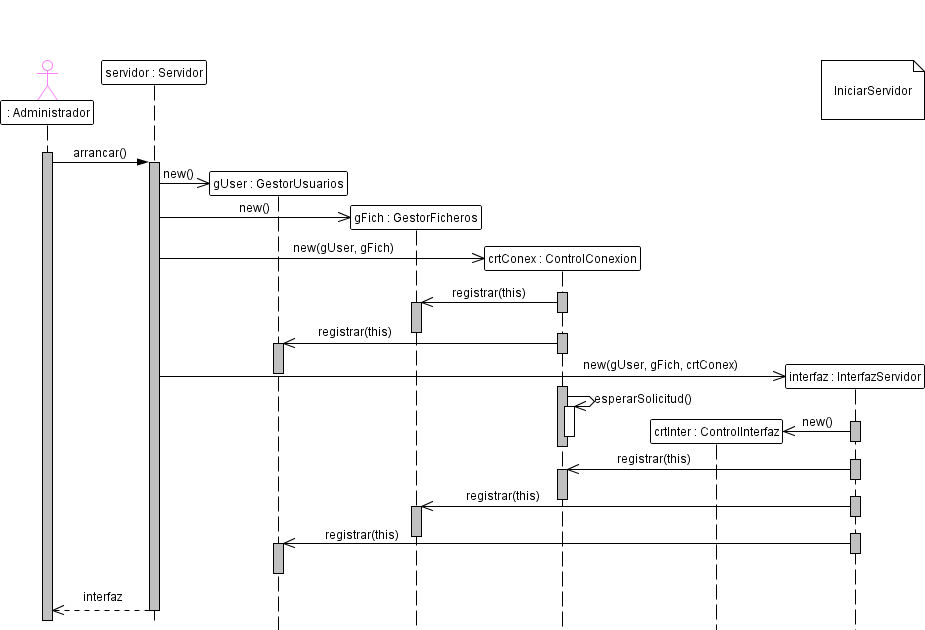 servidor : Servidor
IniciarServidor
: Administrador
arrancar()
new()
gUser : GestorUsuarios
new()
gFich : GestorFicheros
new(gUser, gFich)
crtConex : ControlConexion
registrar(this)
registrar(this)
new(gUser, gFich, crtConex)
interfaz : InterfazServidor
esperarSolicitud()
new()
crtInter : ControlInterfaz
registrar(this)
registrar(this)
registrar(this)
interfaz